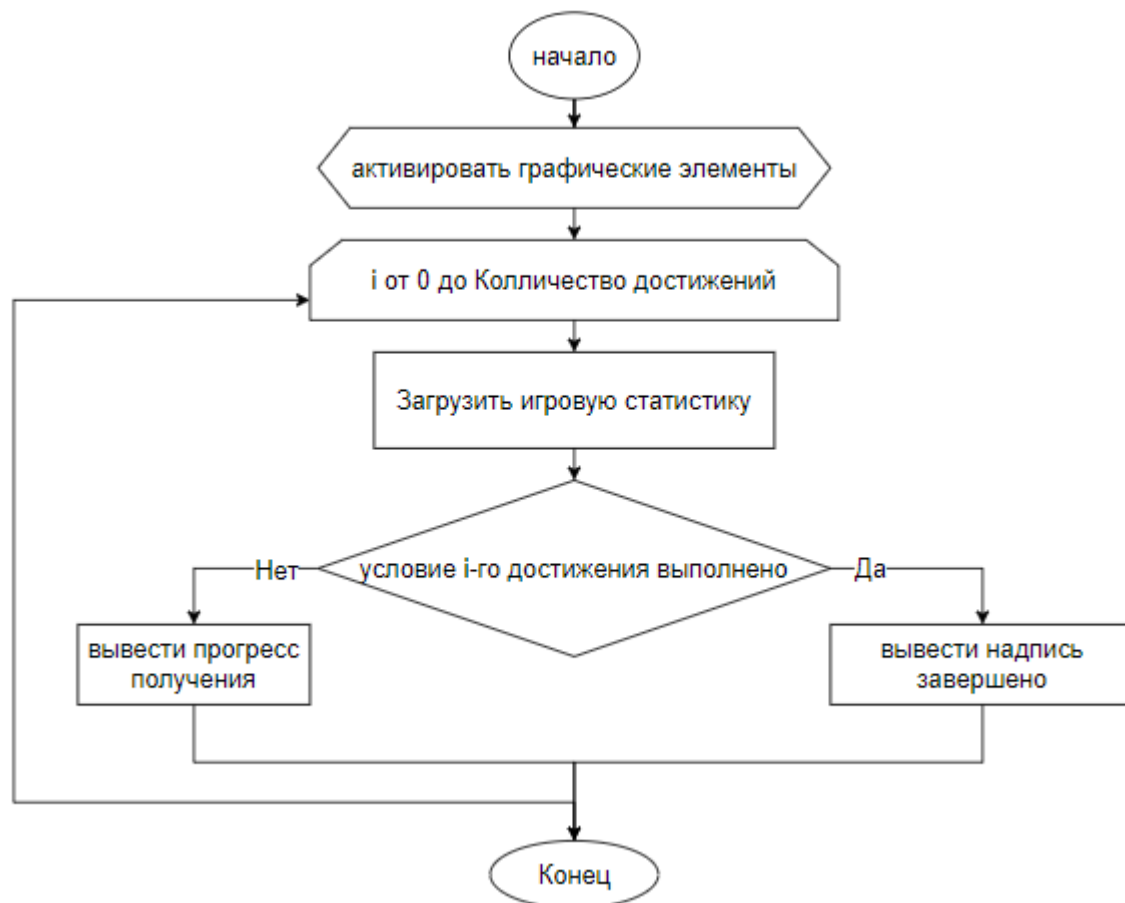 начало
активировать графические элементы
i от 0 до Колличество достижений
Загрузить игровую статистику
Нет
условие i-го достижения выполнено
Да
вывести прогресс
получения
вывести надпись
завершено
Конец